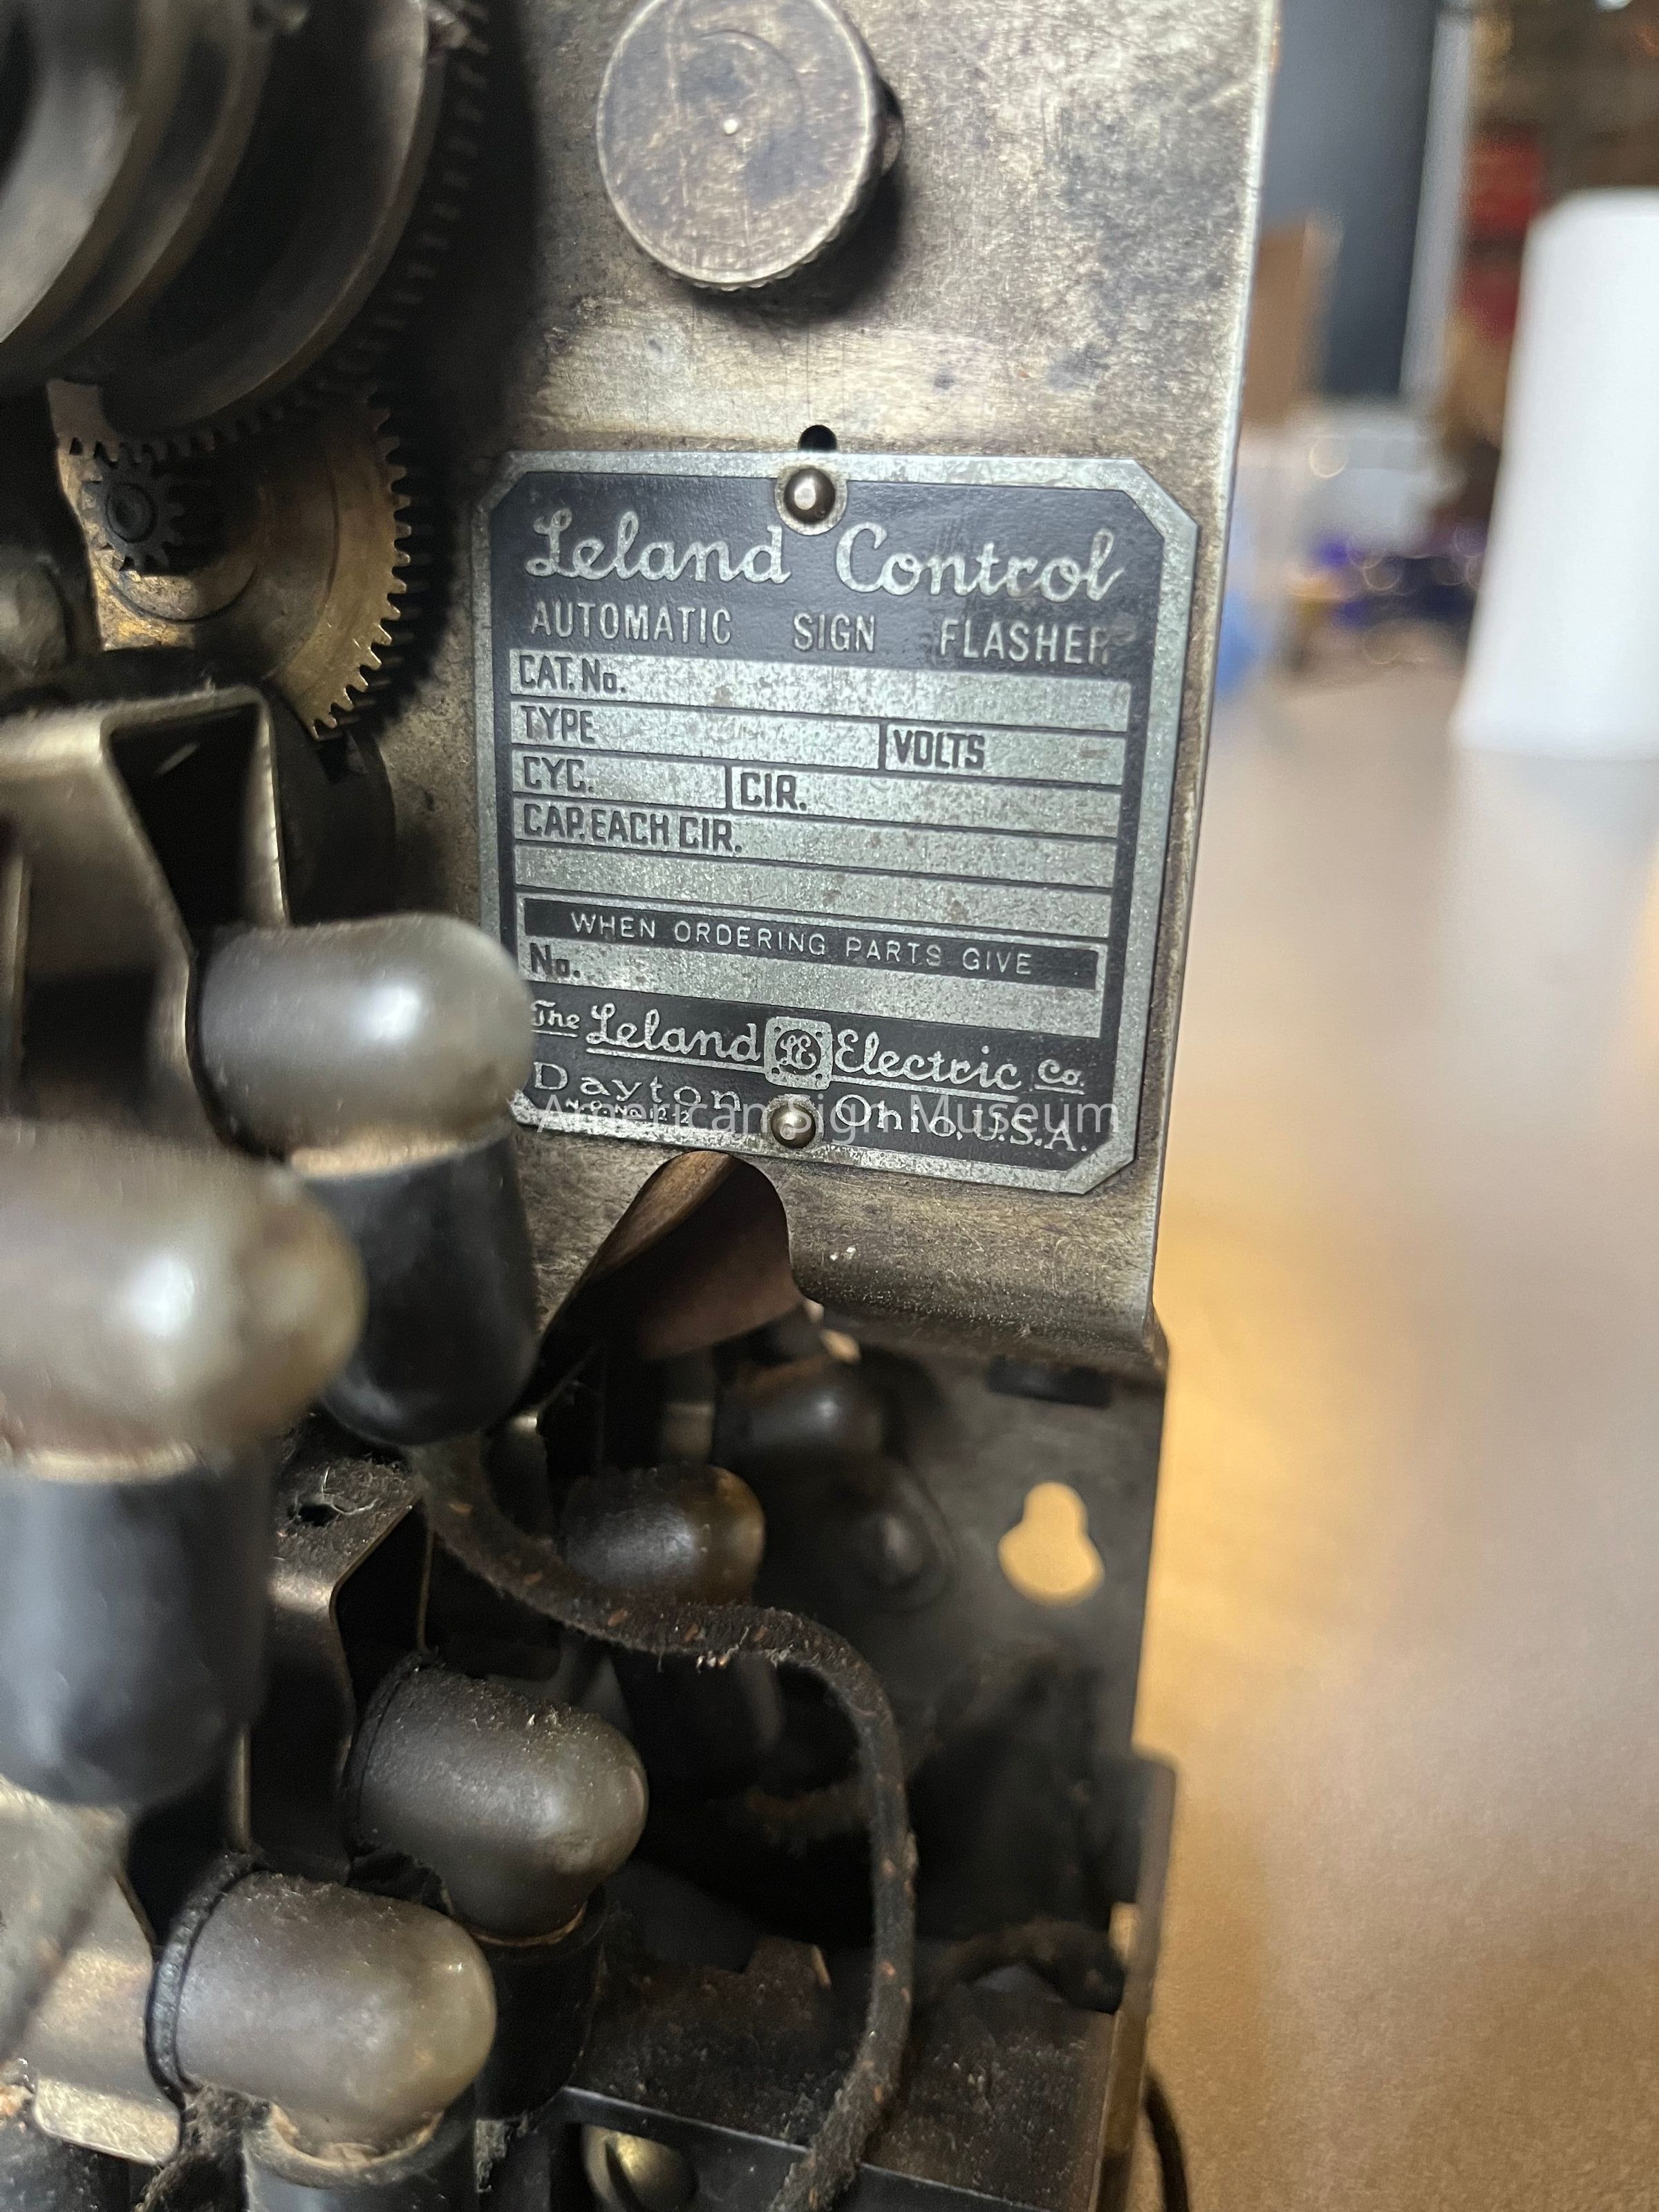 Leland Control
AUTOMATIC SIGN FLASHER
CAT. No.
TYPE VOLTS
CYC. CIR.
CAP. EACH CIR.
WHEN ORDERING PARTS GIVE
No.
The Leland LE Electric Co.
Dayton Ohio, U.S.A.
American Sign Museum